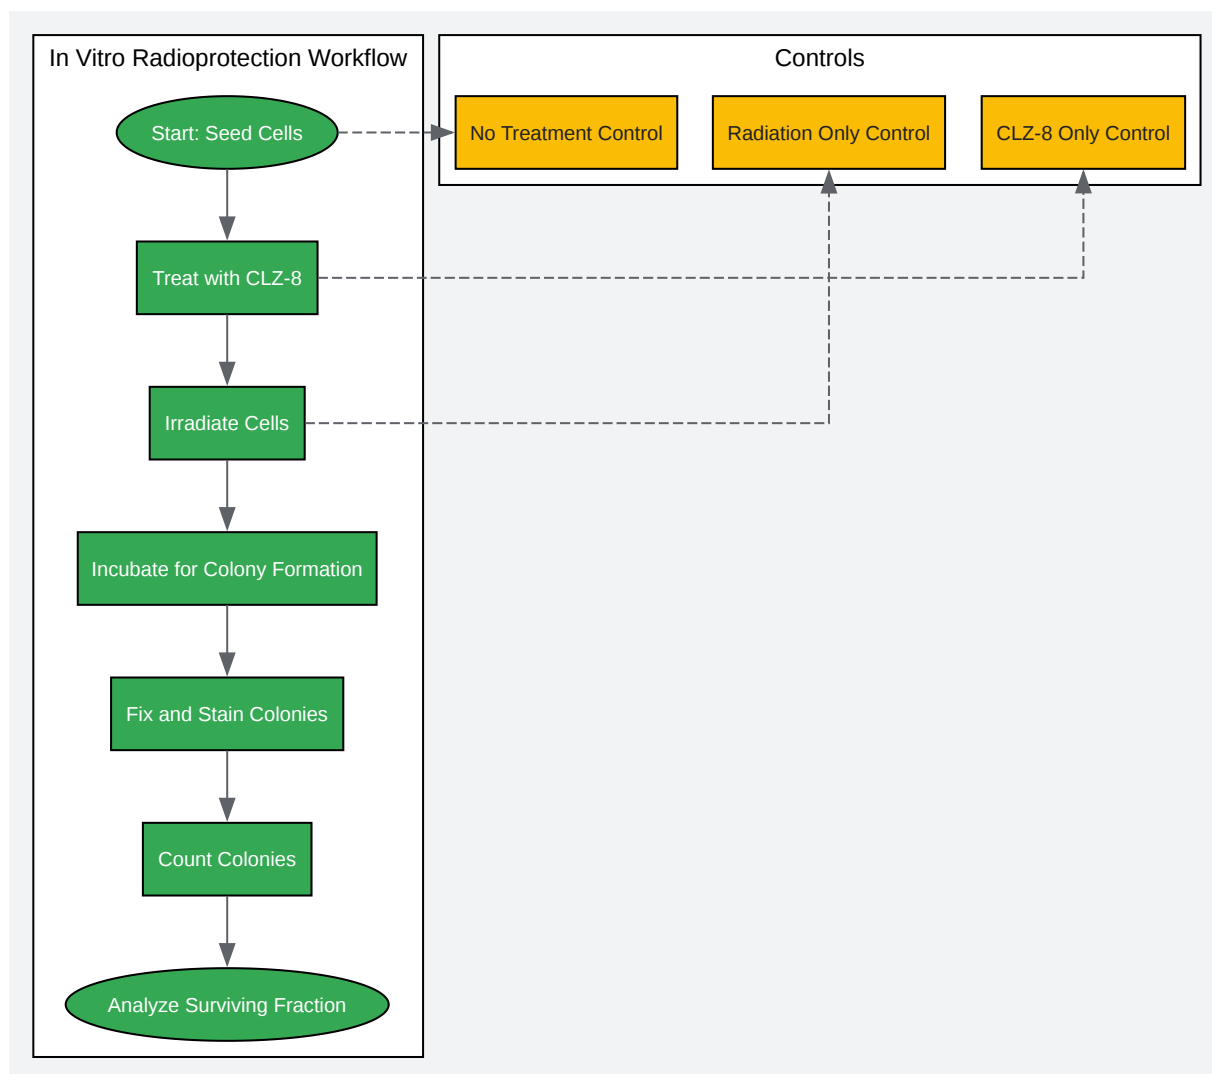 In Vitro Radioprotection Workflow
Start: Seed Cells
Treat with CLZ-8
Irradiate Cells
Incubate for Colony Formation
Fix and Stain Colonies
Count Colonies
Analyze Surviving Fraction
Controls
No Treatment Control
Radiation Only Control
CLZ-8 Only Control